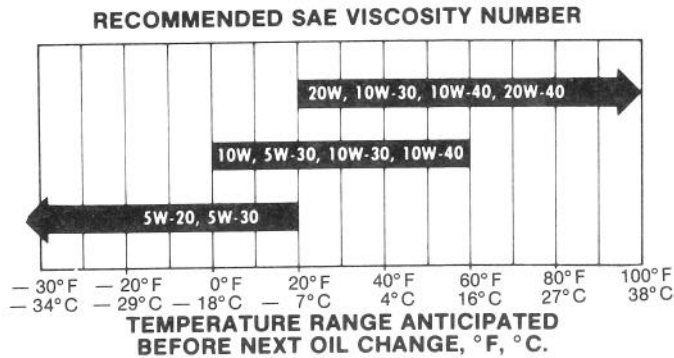 RECOMMENDED SAE VISCOSITY NUMBER
20W, 10W-30, 10W-40, 20W-40
10W, 5W-30, 10W-30, 10W-40
5W-20, 5W-30
— 30°F — 20°F 0°F 20°F 40°F 60°F 80°F 100°F
— 34°C — 29°C — 18°C — 7°C 4°C 16°C 27°C 38°C
TEMPERATURE RANGE ANTICIPATED
BEFORE NEXT OIL CHANGE, °F, °C.